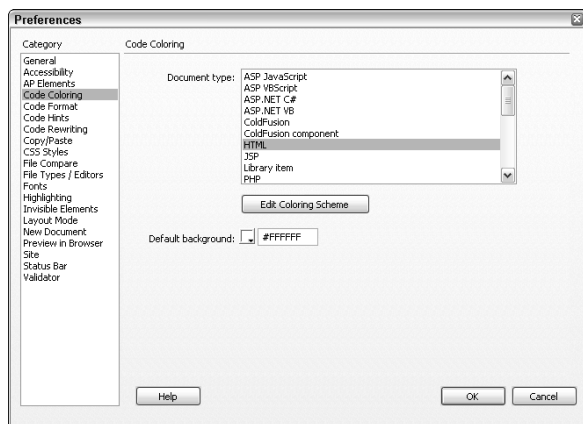 Preferences
Category
General
Accessibility
AP Elements
Code Coloring
Code Format
Code Hints
Code Rewriting
Copy/Paste
CSS Styles
File Compare
File Types / Editors
Fonts
Highlighting
Invisible Elements
Layout Mode
New Document
Preview in Browser
Site
Status Bar
Validator
Code Coloring
Document type:
ASP JavaScript
ASP VBScript
ASP.NET C#
ASP.NET VB
ColdFusion
ColdFusion component
HTML
JSP
Library item
PHP
Edit Coloring Scheme
Default background: #FFFFFF
Help
OK
Cancel